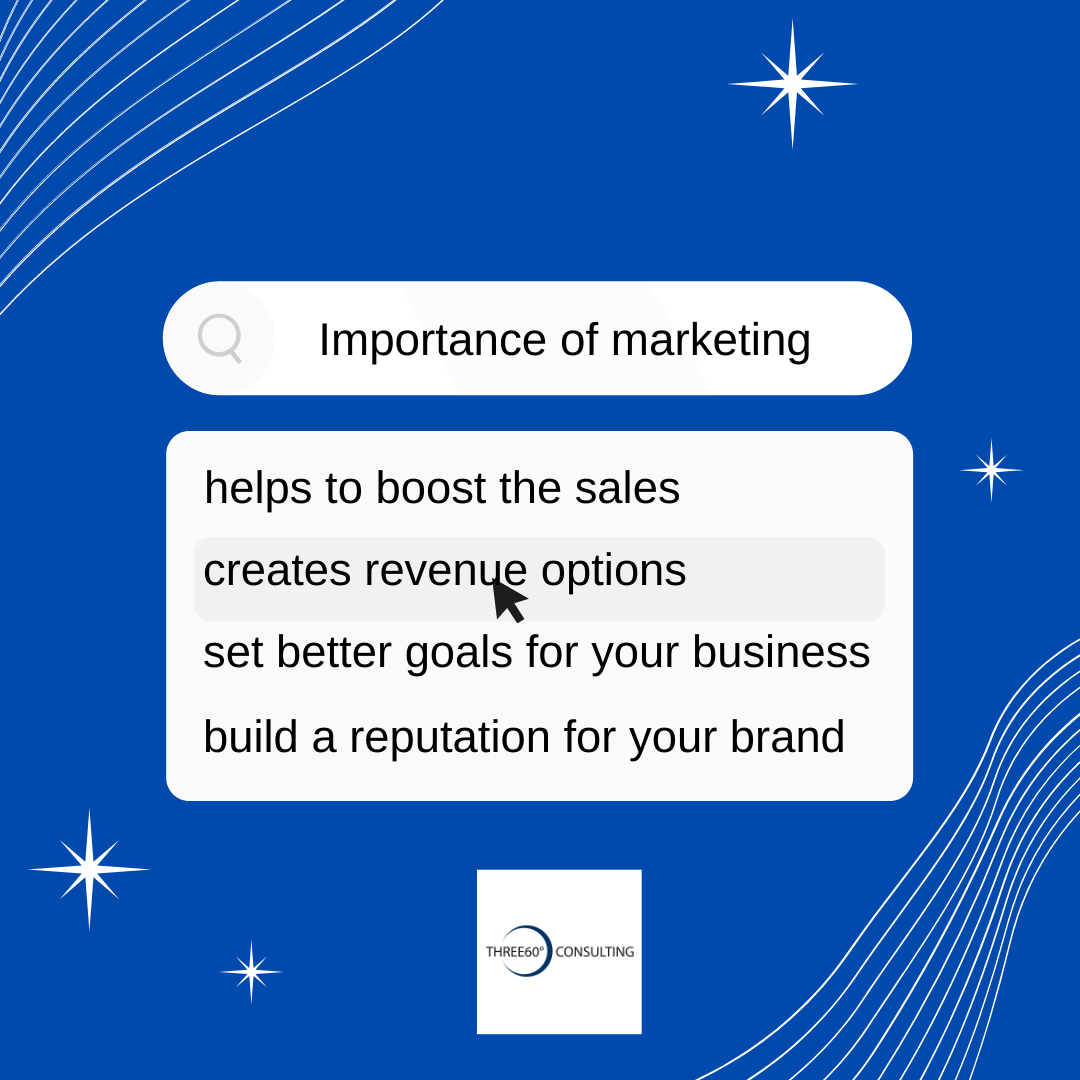 Importance of marketing
helps to boost the sales
creates revenue options
set better goals for your business
build a reputation for your brand
THREE60° CONSULTING